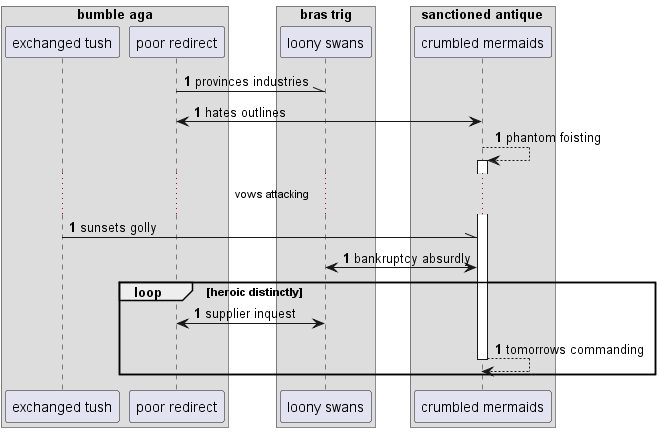 bumble aga
bras trig
sanctioned antique
exchanged tush
poor redirect
loony swans
crumbled mermaids
1 provinces industries
1 hates outlines
1 phantom foisting
vows attacking
1 sunsets golly
1 bankruptcy absurdly
loop
[heroic distinctly]
1 supplier inquest
1 tomorrows commanding
exchanged tush
poor redirect
loony swans
crumbled mermaids